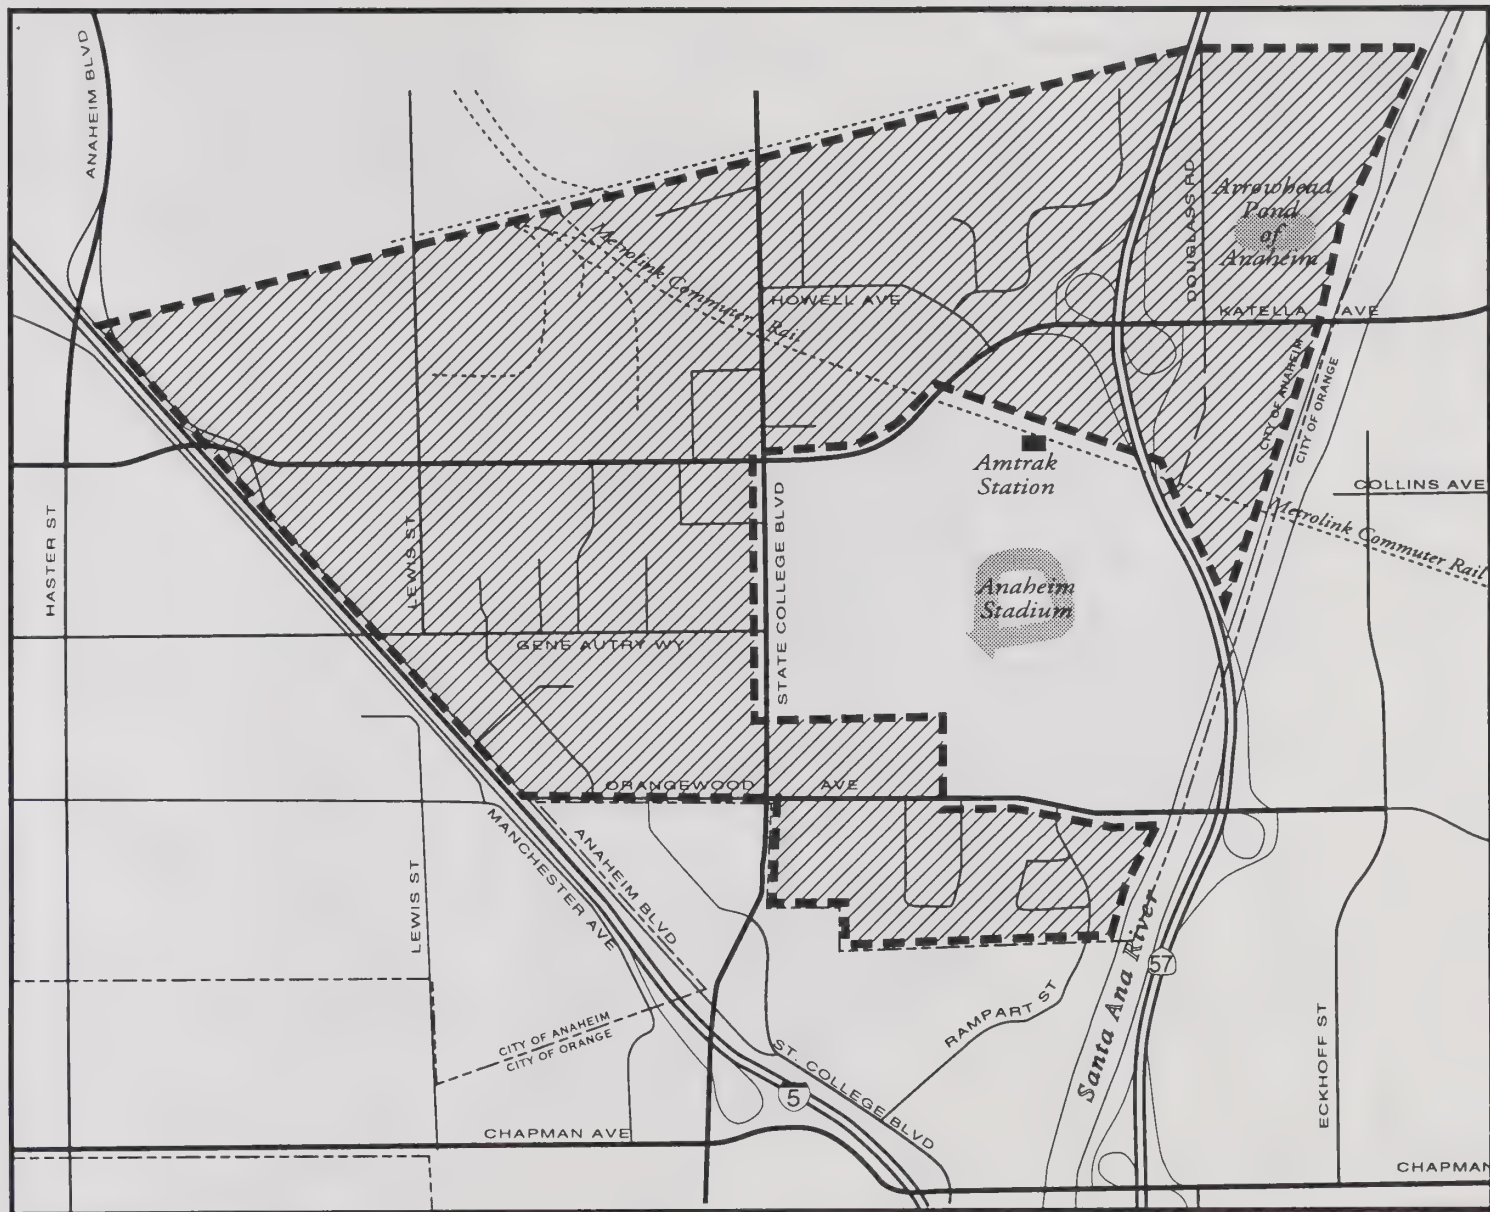 ANAHEIM BLVD
Arrowhead
Pond
of
Anaheim
DOUGLASS RD
Metrolink Commuter Rail
HOWELL AVE
KATELLA AVE
CITY OF ANAHEIM
CITY OF ORANGE
Amtrak
Station
COLLINS AVE
Metrolink Commuter Rail
HASTER ST
LEWIS ST
STATE COLLEGE BLVD
Anaheim
Stadium
GENE AUTRY WY
ORANGEWOOD AVE
MANCHESTER AVE
ANAHEIM BLVD
LEWIS ST
Santa Ana River
57
RAMPART ST
CITY OF ANAHEIM
CITY OF ORANGE
ST. COLLEGE BLVD
5
ECKHOFF ST
CHAPMAN AVE
CHAPMAN